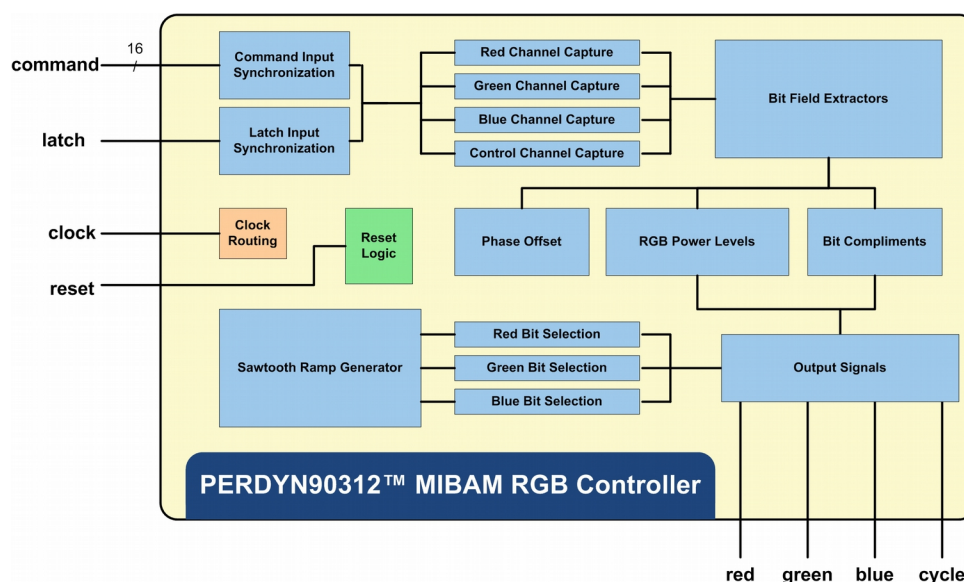 command
16
/
Command Input
Synchronization
Red Channel Capture
Green Channel Capture
Blue Channel Capture
Control Channel Capture
Bit Field Extractors
latch
Latch Input
Synchronization
clock
Clock
Routing
Reset
Logic
Phase Offset
RGB Power Levels
Bit Compliments
reset
Sawtooth Ramp Generator
Red Bit Selection
Green Bit Selection
Blue Bit Selection
Output Signals
PERDYN90312™ MIBAM RGB Controller
red green blue cycle